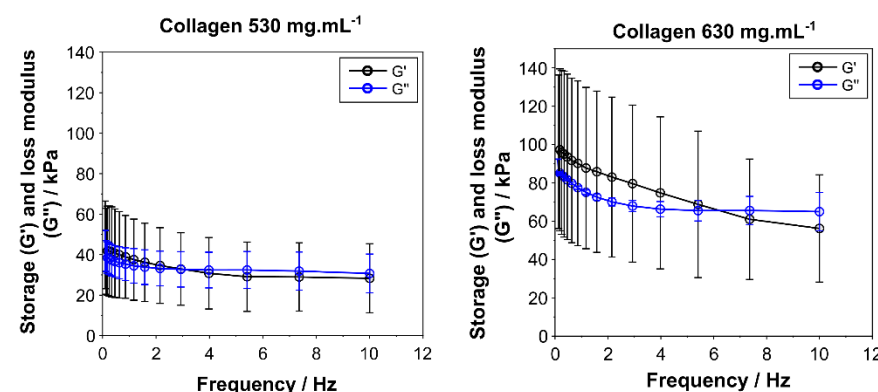 Collagen 530 mg.mL⁻¹
Storage (G') and loss modulus
(G") / kPa
140
120
100
80
60
40
20
0
G'
G"
0 2 4 6 8 10 12
Frequency / Hz
Collagen 630 mg.mL⁻¹
Storage (G') and loss modulus
(G") / kPa
140
120
100
80
60
40
20
0
G'
G"
0 2 4 6 8 10 12
Frequency / Hz